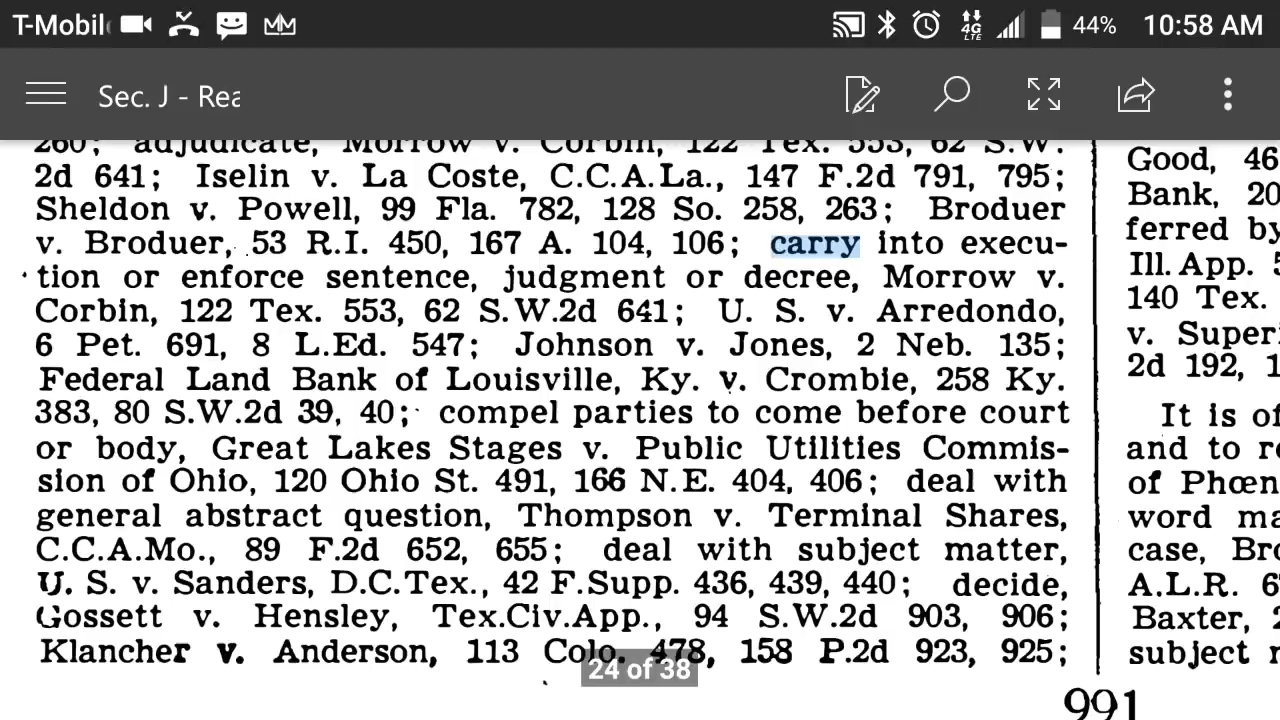 T-Mobil 44% 10:58 AM
Sec. J - Rea
260; adjudicate, Morrow v. Corbin, 122 Tex. 553, 62 S.W.
2d 641; Iselin v. La Coste, C.C.A.La., 147 F.2d 791, 795;
Sheldon v. Powell, 99 Fla. 782, 128 So. 258, 263; Broduer
v. Broduer, 53 R.I. 450, 167 A. 104, 106; carry into execu-
tion or enforce sentence, judgment or decree, Morrow v.
Corbin, 122 Tex. 553, 62 S.W.2d 641; U. S. v. Arredondo,
6 Pet. 691, 8 L.Ed. 547; Johnson v. Jones, 2 Neb. 135;
Federal Land Bank of Louisville, Ky. v. Crombie, 258 Ky.
383, 80 S.W.2d 39, 40; compel parties to come before court
or body, Great Lakes Stages v. Public Utilities Commis-
sion of Ohio, 120 Ohio St. 491, 166 N.E. 404, 406; deal with
general abstract question, Thompson v. Terminal Shares,
C.C.A.Mo., 89 F.2d 652, 655; deal with subject matter,
U. S. v. Sanders, D.C.Tex., 42 F.Supp. 436, 439, 440; decide,
Gossett v. Hensley, Tex.Civ.App., 94 S.W.2d 903, 906;
Klancher v. Anderson, 113 Colo. 478, 158 P.2d 923, 925;
24 of 38
Good, 46
Bank, 20
ferred by
Ill. App. 5
140 Tex.
v. Superi
2d 192, 1
It is of
and to re
of Phœn
word ma
case, Bro
A.L.R. 6
Baxter, 2
subject n
991